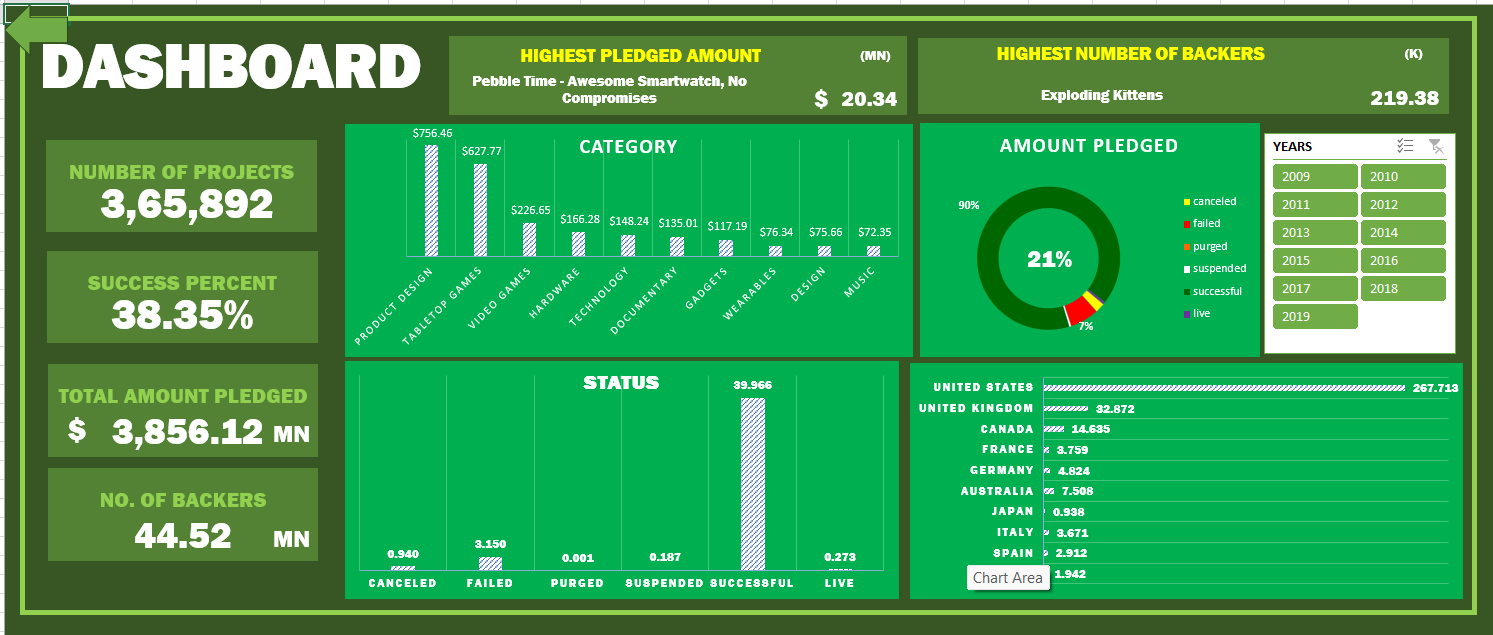 DASHBOARD
HIGHEST PLEDGED AMOUNT (MN)
Pebble Time - Awesome Smartwatch, No
Compromises
$ 20.34
HIGHEST NUMBER OF BACKERS (K)
Exploding Kittens
219.38
NUMBER OF PROJECTS
3,65,892
SUCCESS PERCENT
38.35%
TOTAL AMOUNT PLEDGED
$ 3,856.12 MN
NO. OF BACKERS
44.52 MN
CATEGORY
$756.46
$627.77
$226.65
$166.28
$148.24
$135.01
$117.19
$76.34
$75.66
$72.35
PRODUCT DESIGN
TABLETOP GAMES
VIDEO GAMES
HARDWARE
TECHNOLOGY
DOCUMENTARY
GADGETS
WEARABLES
DESIGN
MUSIC
AMOUNT PLEDGED
90%
21%
7%
canceled
failed
purged
suspended
successful
live
YEARS
2009 2010
2011 2012
2013 2014
2015 2016
2017 2018
2019
STATUS
0.940
3.150
0.001
0.187
39.966
0.273
CANCELED FAILED PURGED SUSPENDED SUCCESSFUL LIVE
UNITED STATES 267.713
UNITED KINGDOM 32.872
CANADA 14.635
FRANCE 3.759
GERMANY 4.824
AUSTRALIA 7.508
JAPAN 0.938
ITALY 3.671
SPAIN 2.912
1.942
Chart Area